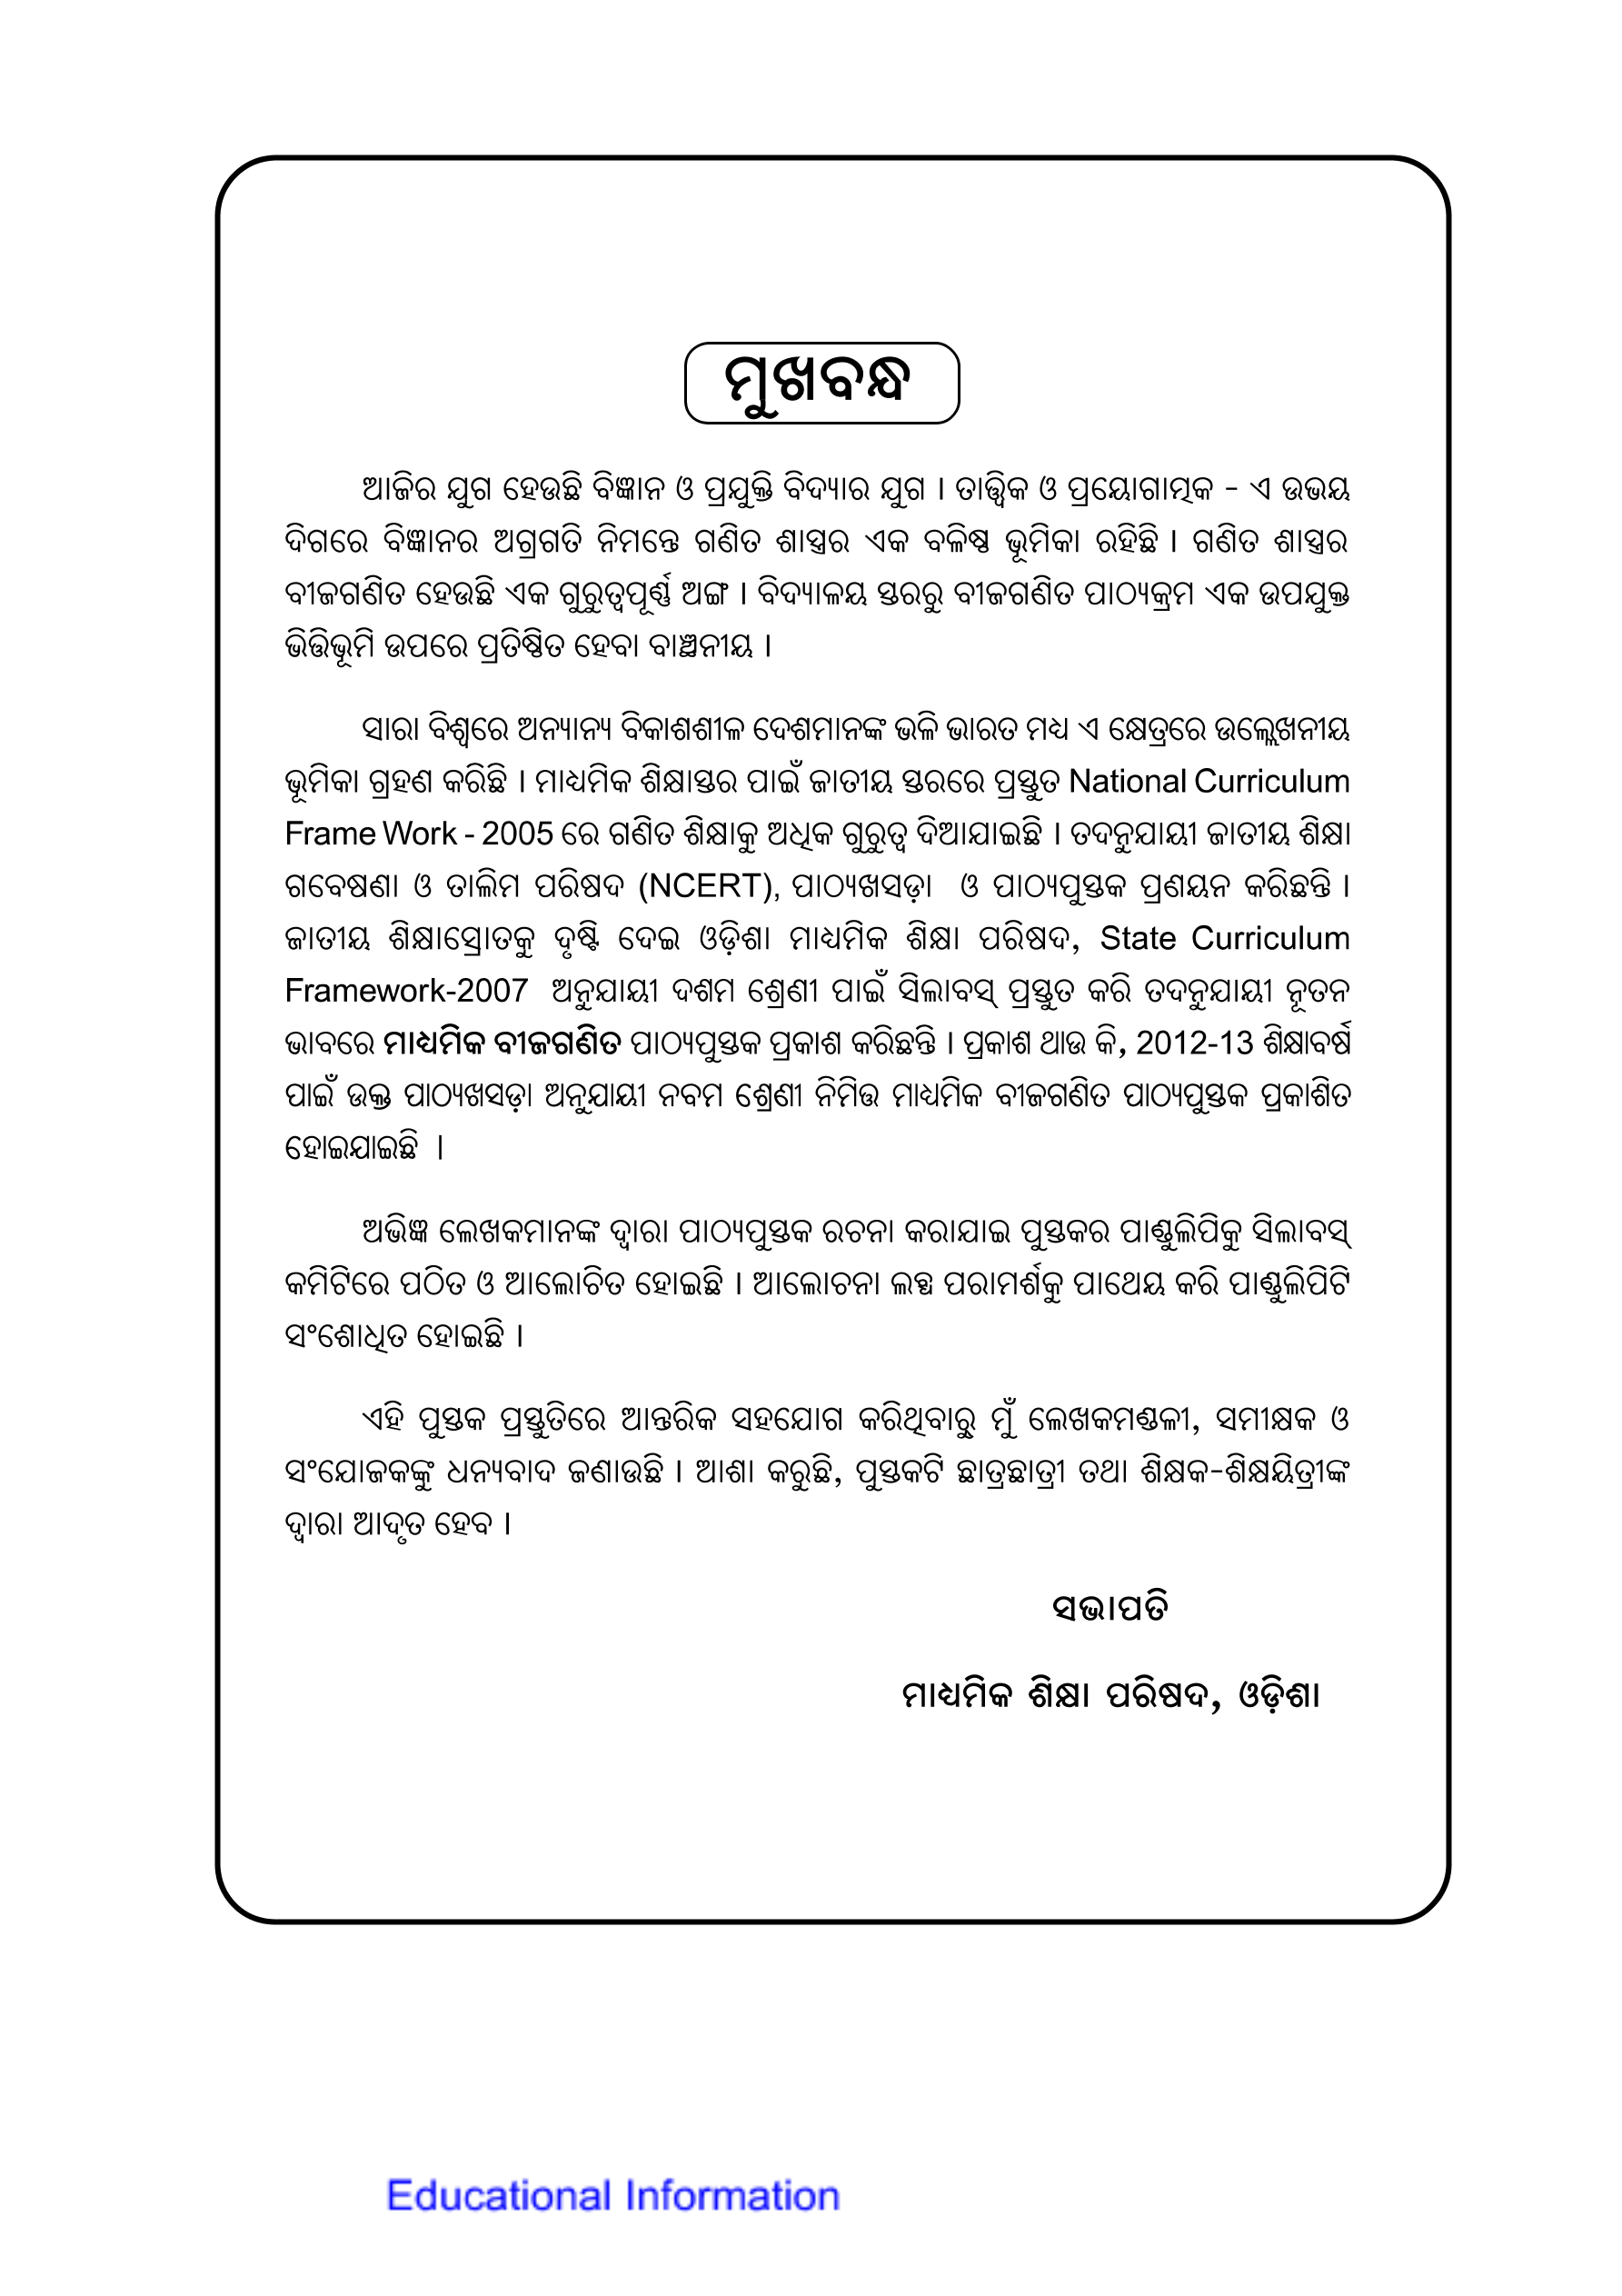 ମୁଖବନ୍ଧ
ଆଜିର ଯୁଗ ହେଉଛି ବିଜ୍ଞାନ ଓ ପ୍ରଯୁକ୍ତି ବିଦ୍ୟାର ଯୁଗ । ତାତ୍ତ୍ୱିକ ଓ ପ୍ରୟୋଗାତ୍ମକ - ଏ ଉଭୟ
ଦିଗରେ ବିଜ୍ଞାନର ଅଗ୍ରଗତି ନିମନ୍ତେ ଗଣିତ ଶାସ୍ତ୍ରର ଏକ ବଳିଷ୍ଠ ଭୂମିକା ରହିଛି । ଗଣିତ ଶାସ୍ତ୍ରର
ବୀଜଗଣିତ ହେଉଛି ଏକ ଗୁରୁତ୍ୱପୂର୍ଣ୍ଣ ଅଙ୍ଗ । ବିଦ୍ୟାଳୟ ସ୍ତରରୁ ବୀଜଗଣିତ ପାଠ୍ୟକ୍ରମ ଏକ ଉପଯୁକ୍ତ
ଭିତ୍ତିଭୂମି ଉପରେ ପ୍ରତିଷ୍ଠିତ ହେବା ବାଞ୍ଛନୀୟ ।
ସାରା ବିଶ୍ୱରେ ଅନ୍ୟାନ୍ୟ ବିକାଶଶୀଳ ଦେଶମାନଙ୍କ ଭଳି ଭାରତ ମଧ୍ୟ ଏ କ୍ଷେତ୍ରରେ ଉଲ୍ଲେଖନୀୟ
ଭୂମିକା ଗ୍ରହଣ କରିଛି । ମାଧ୍ୟମିକ ଶିକ୍ଷାସ୍ତର ପାଇଁ ଜାତୀୟ ସ୍ତରରେ ପ୍ରସ୍ତୁତ National Curriculum
Frame Work - 2005 ରେ ଗଣିତ ଶିକ୍ଷାକୁ ଅଧିକ ଗୁରୁତ୍ୱ ଦିଆଯାଇଛି । ତଦନୁଯାୟୀ ଜାତୀୟ ଶିକ୍ଷା
ଗବେଷଣା ଓ ତାଲିମ ପରିଷଦ (NCERT), ପାଠ୍ୟଖସଡ଼ା ଓ ପାଠ୍ୟପୁସ୍ତକ ପ୍ରଣୟନ କରିଛନ୍ତି ।
ଜାତୀୟ ଶିକ୍ଷାସ୍ରୋତକୁ ଦୃଷ୍ଟି ଦେଇ ଓଡ଼ିଶା ମାଧ୍ୟମିକ ଶିକ୍ଷା ପରିଷଦ, State Curriculum
Framework-2007 ଅନୁଯାୟୀ ଦଶମ ଶ୍ରେଣୀ ପାଇଁ ସିଲାବସ୍ ପ୍ରସ୍ତୁତ କରି ତଦନୁଯାୟୀ ନୂତନ
ଭାବରେ ମାଧ୍ୟମିକ ବୀଜଗଣିତ ପାଠ୍ୟପୁସ୍ତକ ପ୍ରକାଶ କରିଛନ୍ତି । ପ୍ରକାଶ ଥାଉ କି, 2012-13 ଶିକ୍ଷାବର୍ଷ
ପାଇଁ ଉକ୍ତ ପାଠ୍ୟଖସଡ଼ା ଅନୁଯାୟୀ ନବମ ଶ୍ରେଣୀ ନିମିତ୍ତ ମାଧ୍ୟମିକ ବୀଜଗଣିତ ପାଠ୍ୟପୁସ୍ତକ ପ୍ରକାଶିତ
ହୋଇଯାଇଛି ।
ଅଭିଜ୍ଞ ଲେଖକମାନଙ୍କ ଦ୍ୱାରା ପାଠ୍ୟପୁସ୍ତକ ରଚନା କରାଯାଇ ପୁସ୍ତକର ପାଣ୍ଡୁଲିପିକୁ ସିଲାବସ୍
କମିଟିରେ ପଠିତ ଓ ଆଲୋଚିତ ହୋଇଛି । ଆଲୋଚନା ଲବ୍ଧ ପରାମର୍ଶକୁ ପାଥେୟ କରି ପାଣ୍ଡୁଲିପିଟି
ସଂଶୋଧିତ ହୋଇଛି ।
ଏହି ପୁସ୍ତକ ପ୍ରସ୍ତୁତିରେ ଆନ୍ତରିକ ସହଯୋଗ କରିଥିବାରୁ ମୁଁ ଲେଖକମଣ୍ଡଳୀ, ସମୀକ୍ଷକ ଓ
ସଂଯୋଜକଙ୍କୁ ଧନ୍ୟବାଦ ଜଣାଉଛି । ଆଶା କରୁଛି, ପୁସ୍ତକଟି ଛାତ୍ରଛାତ୍ରୀ ତଥା ଶିକ୍ଷକ-ଶିକ୍ଷୟିତ୍ରୀଙ୍କ
ଦ୍ୱାରା ଆଦୃତ ହେବ ।
ସଭାପତି
ମାଧ୍ୟମିକ ଶିକ୍ଷା ପରିଷଦ, ଓଡ଼ିଶା
Educational Information